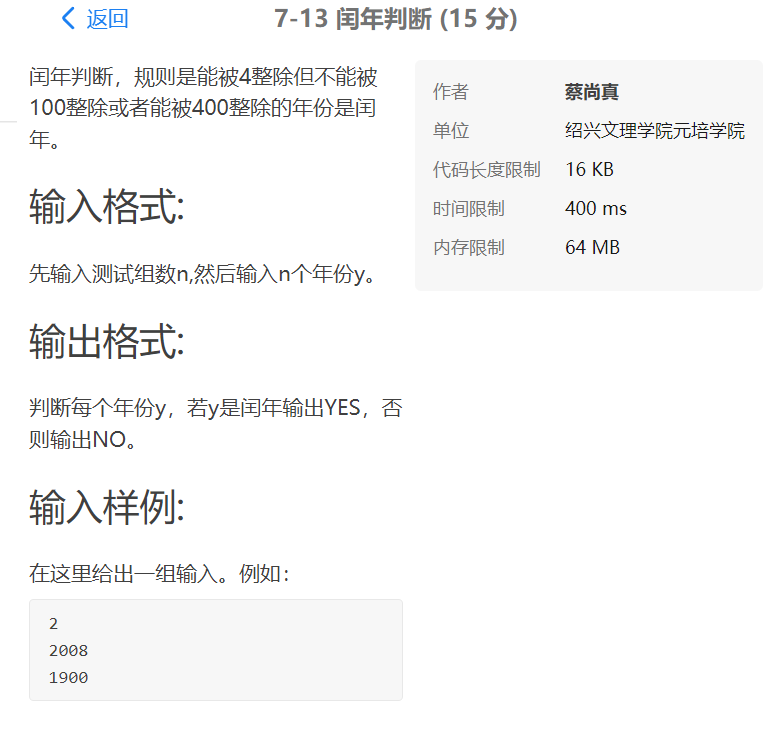 返回
7-13 闰年判断 (15 分)
闰年判断，规则是能被4整除但不能被
100整除或者能被400整除的年份是闰
年。
作者 蔡尚真
单位 绍兴文理学院元培学院
代码长度限制 16 KB
时间限制 400 ms
内存限制 64 MB
输入格式:
先输入测试组数n,然后输入n个年份y。
输出格式:
判断每个年份y，若y是闰年输出YES，否
则输出NO。
输入样例:
在这里给出一组输入。例如：
2
2008
1900